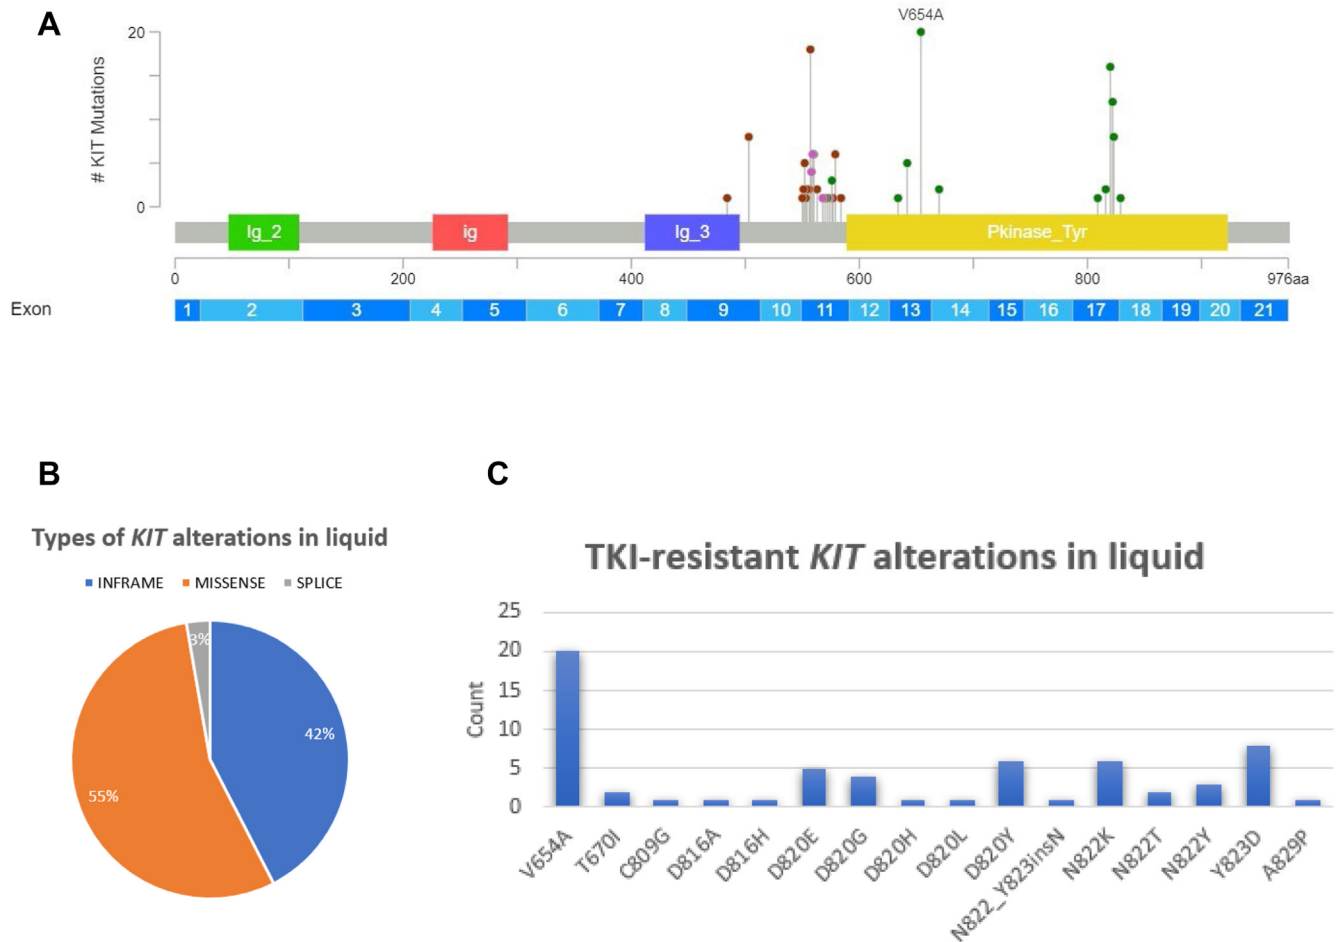 A
V654A
20
0
# KIT Mutations
Ig_2 ig Ig_3 Pkinase_Tyr
0 200 400 600 800 976aa
Exon 1 2 3 4 5 6 7 8 9 10 11 12 13 14 15 16 17 18 19 20 21
B
Types of KIT alterations in liquid
INFRAME MISSENSE SPLICE
3%
42%
55%
C
TKI-resistant KIT alterations in liquid
25
20
15
10
5
0
Count
V654A T670I C809G D816A D816H D820E D820G D820H D820L D820Y N822_Y823insN N822K N822T N822Y Y823D A829P